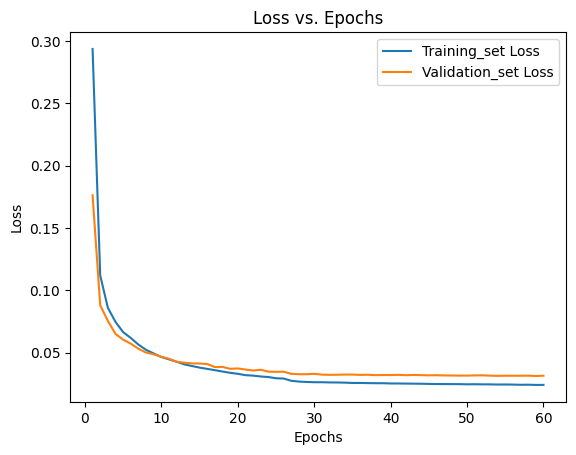 Loss vs. Epochs
Training_set Loss
Validation_set Loss
0.30
0.25
0.20
0.15
0.10
0.05
Loss
0 10 20 30 40 50 60
Epochs